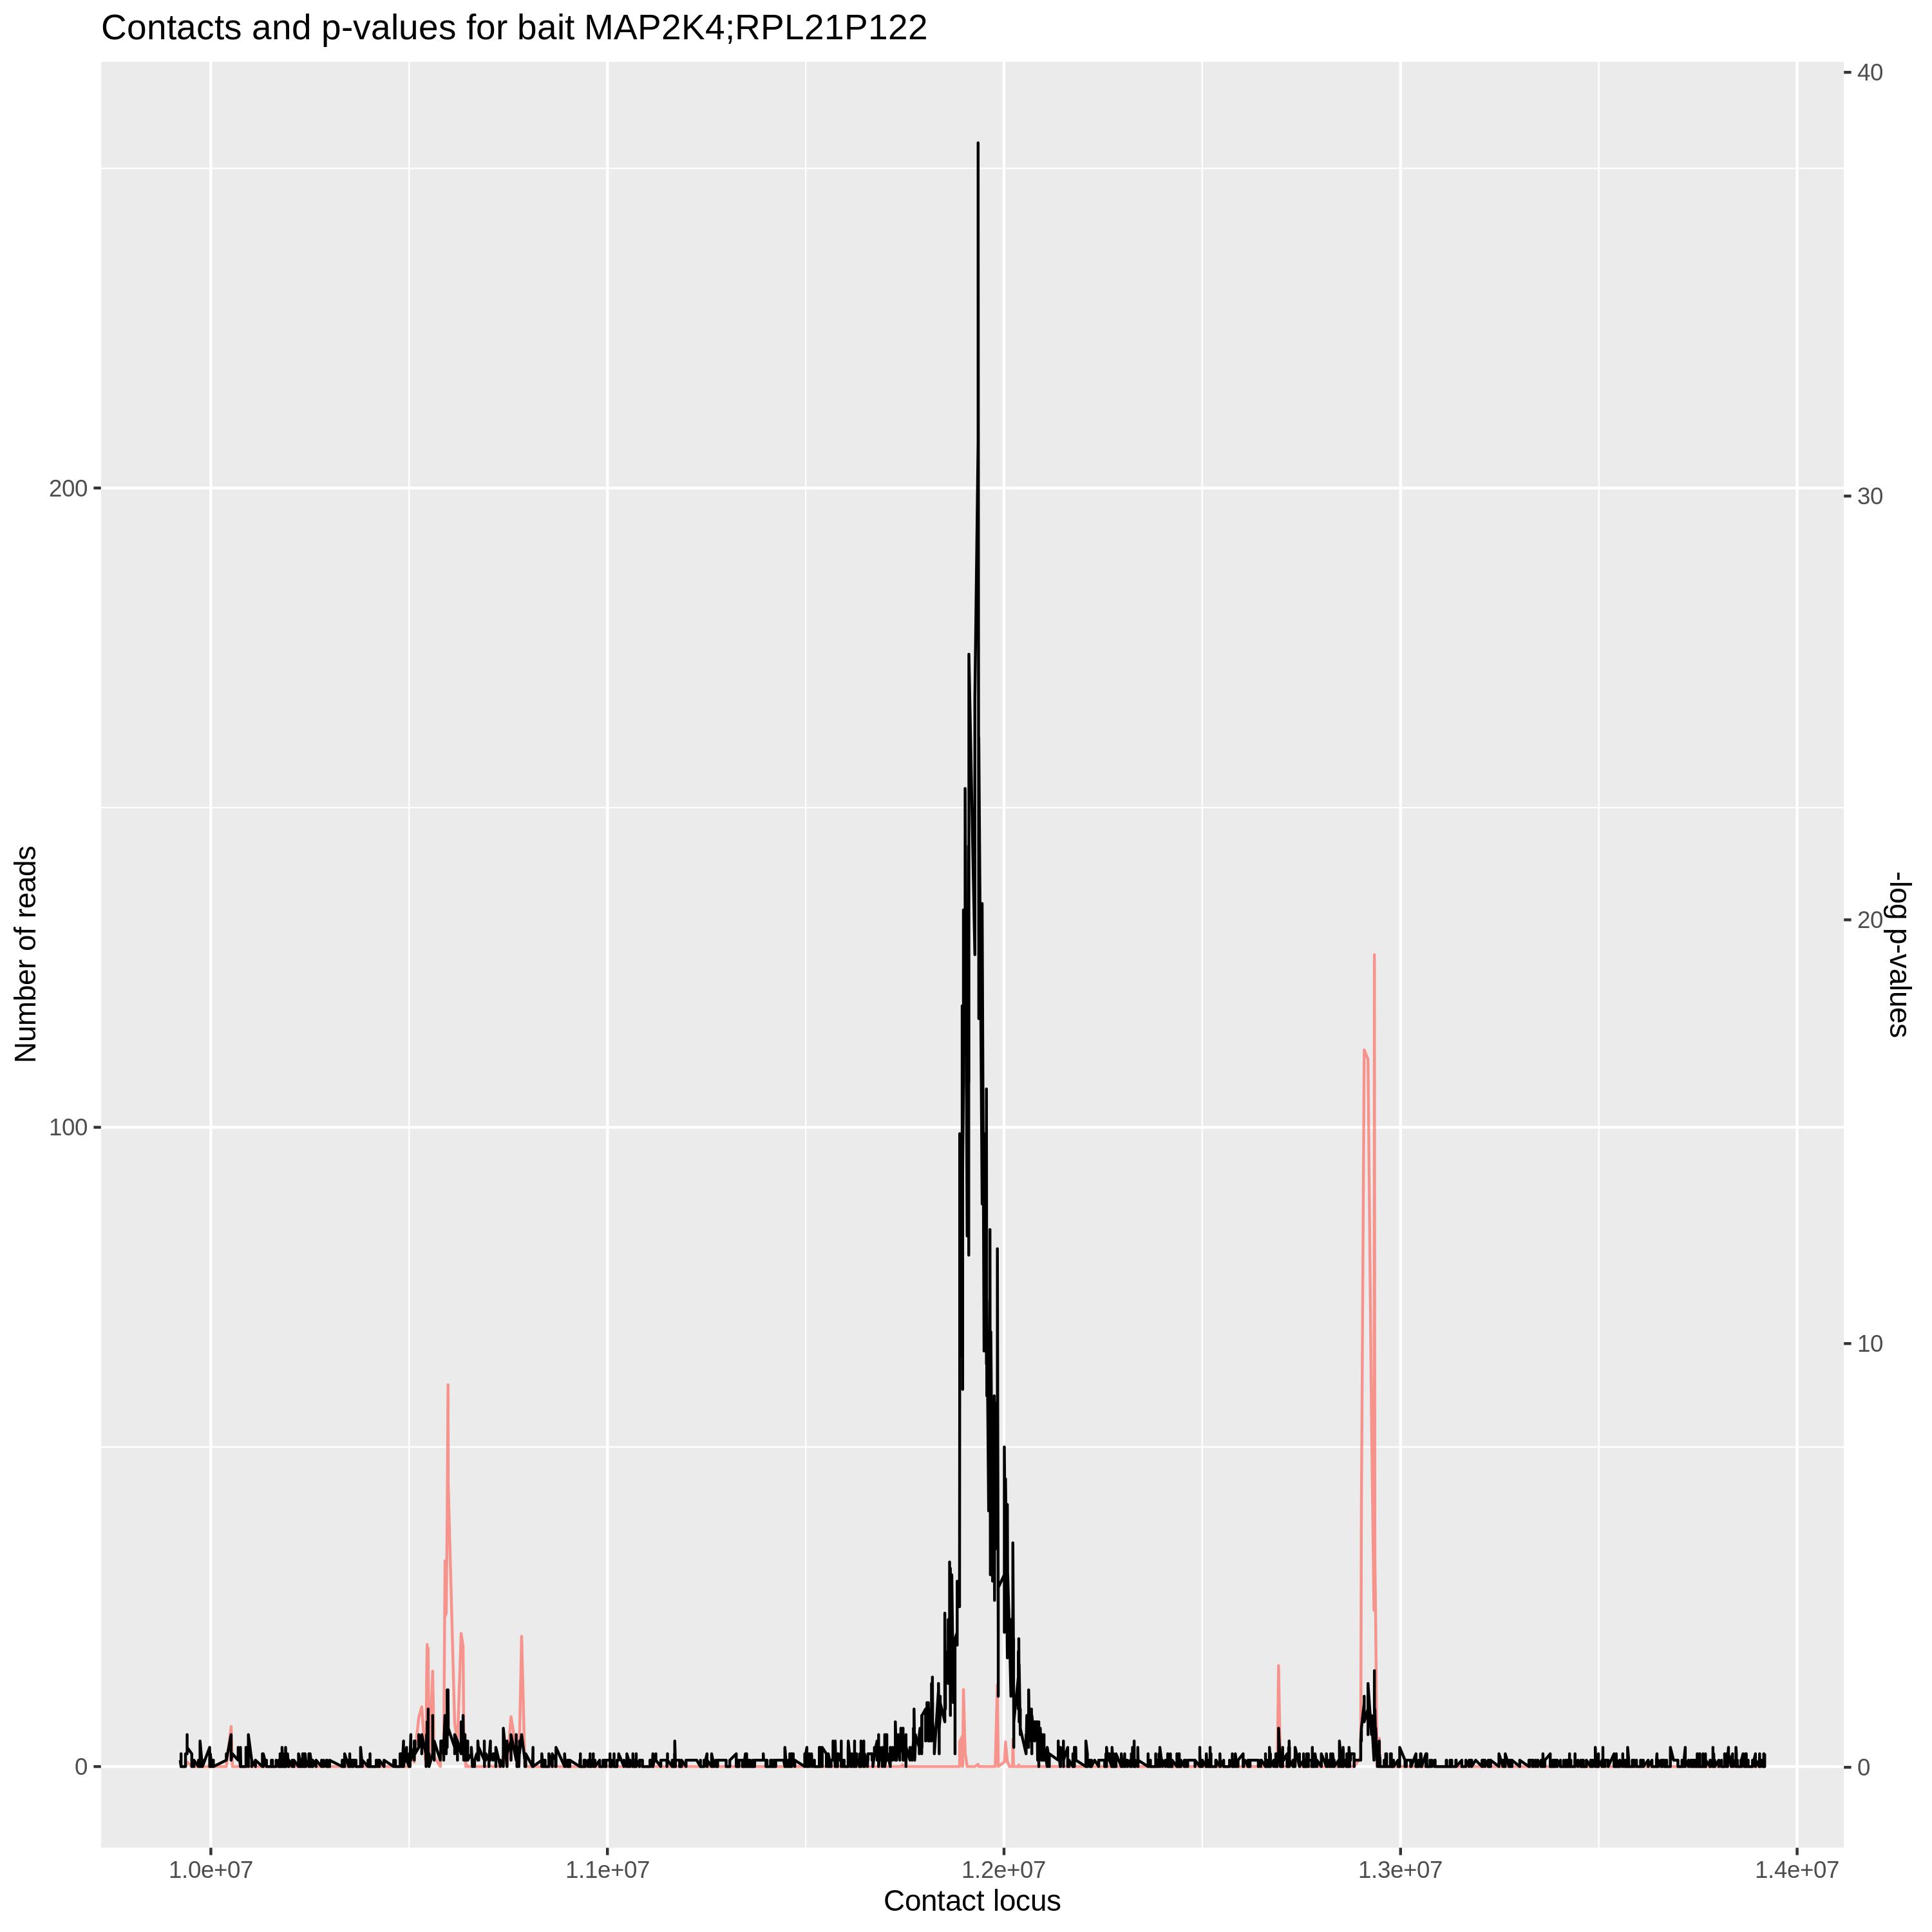 Contacts and p-values for bait MAP2K4;RPL21P122
Number of reads
200
100
0
40
30
20
10
0
-log p-values
1.0e+07
1.1e+07
1.2e+07
1.3e+07
1.4e+07
Contact locus